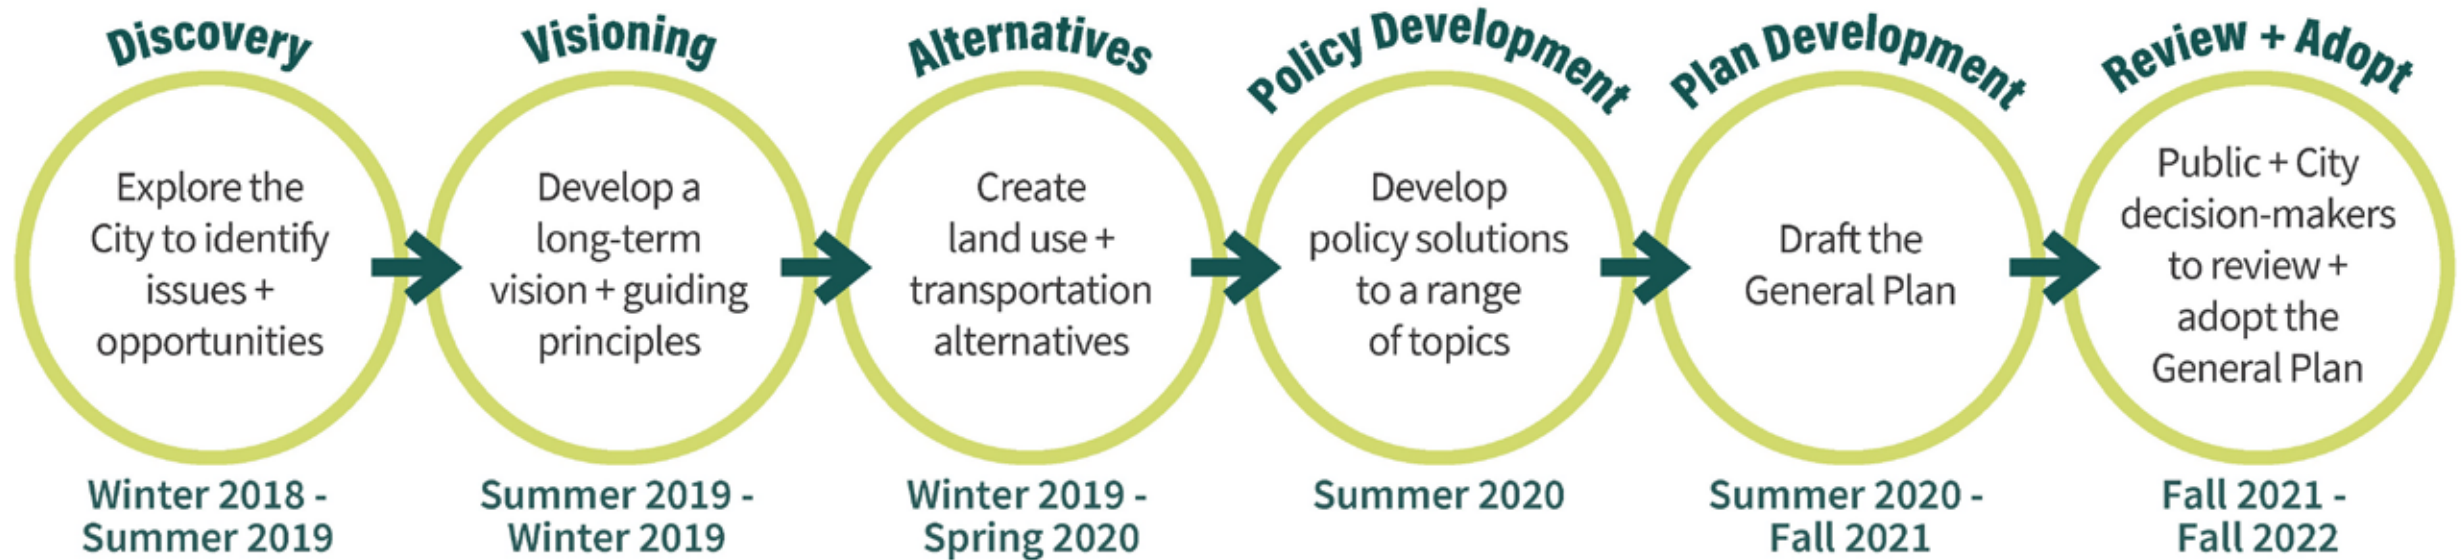 Discovery
Explore the
City to identify
issues +
opportunities
Winter 2018 -
Summer 2019
Visioning
Develop a
long-term
vision + guiding
principles
Summer 2019 -
Winter 2019
Alternatives
Create
land use +
transportation
alternatives
Winter 2019 -
Spring 2020
Policy Development
Develop
policy solutions
to a range
of topics
Summer 2020
Plan Development
Draft the
General Plan
Summer 2020 -
Fall 2021
Review + Adopt
Public + City
decision-makers
to review +
adopt the
General Plan
Fall 2021 -
Fall 2022